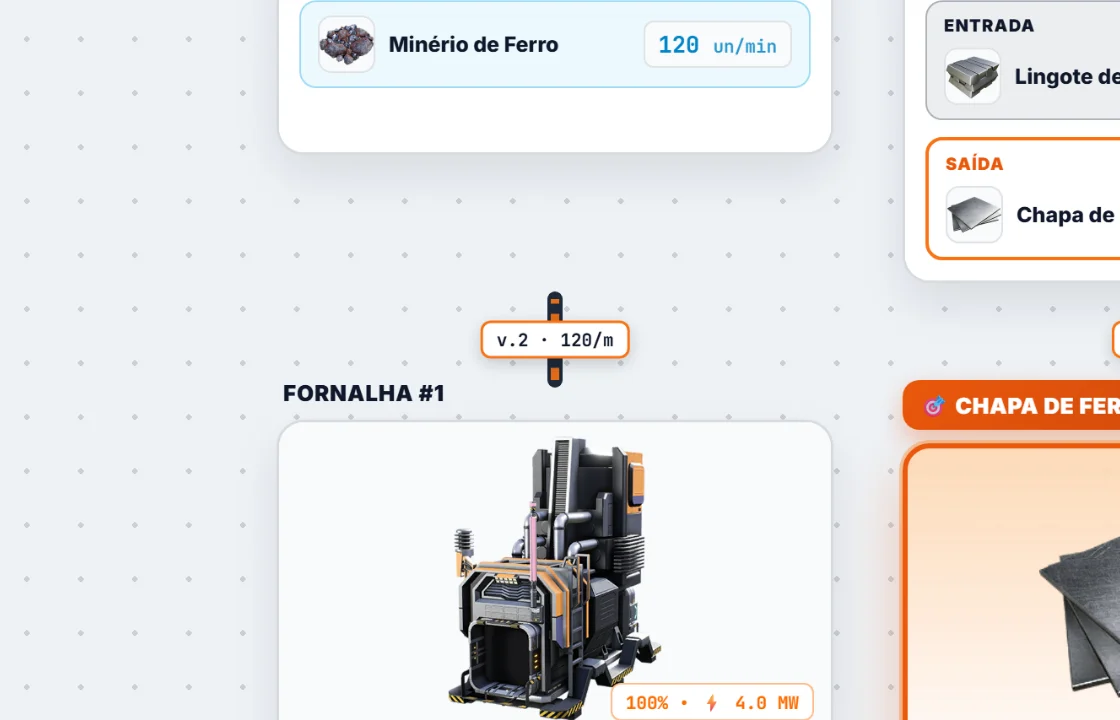 Minério de Ferro
120 un/min
v.2 · 120/m
FORNALHA #1
100% • 4.0 MW
ENTRADA
Lingote de
SAÍDA
Chapa de
CHAPA DE FER